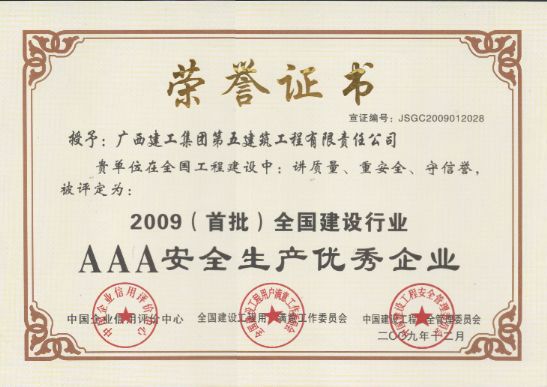 荣誉证书
宣证编号：JSGC2009012028
授予：广西建工集团第五建筑工程有限责任公司
贵单位在全国工程建设中：讲质量、重安全、守信誉，
被评定为：
2009（首批）全国建设行业
AAA安全生产优秀企业
中国企业信用评价中心
全国建设工程用户满意工作委员会
中国建设工程安全管理委员会
二〇〇九年十二月